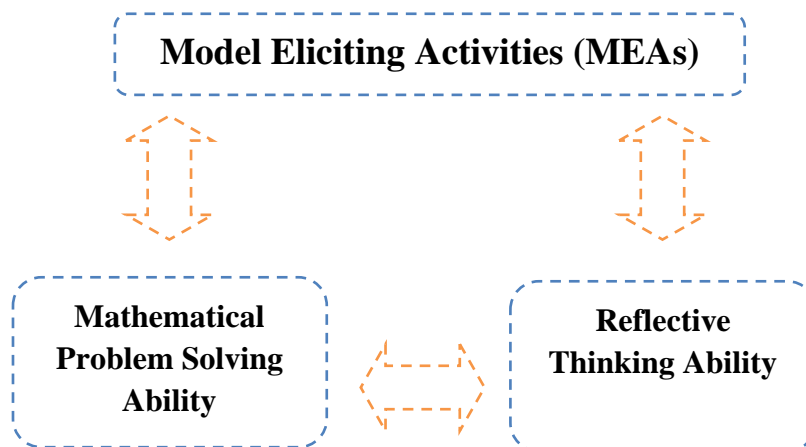 Model Eliciting Activities (MEAs)
Mathematical
Problem Solving
Ability
Reflective
Thinking Ability